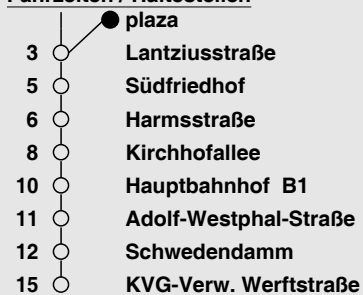 Fahrzeiten / Haltestellen
plaza
3 Lantziusstraße
5 Südfriedhof
6 Harmsstraße
8 Kirchhofallee
10 Hauptbahnhof B1
11 Adolf-Westphal-Straße
12 Schwedendamm
15 KVG-Verw. Werftstraße